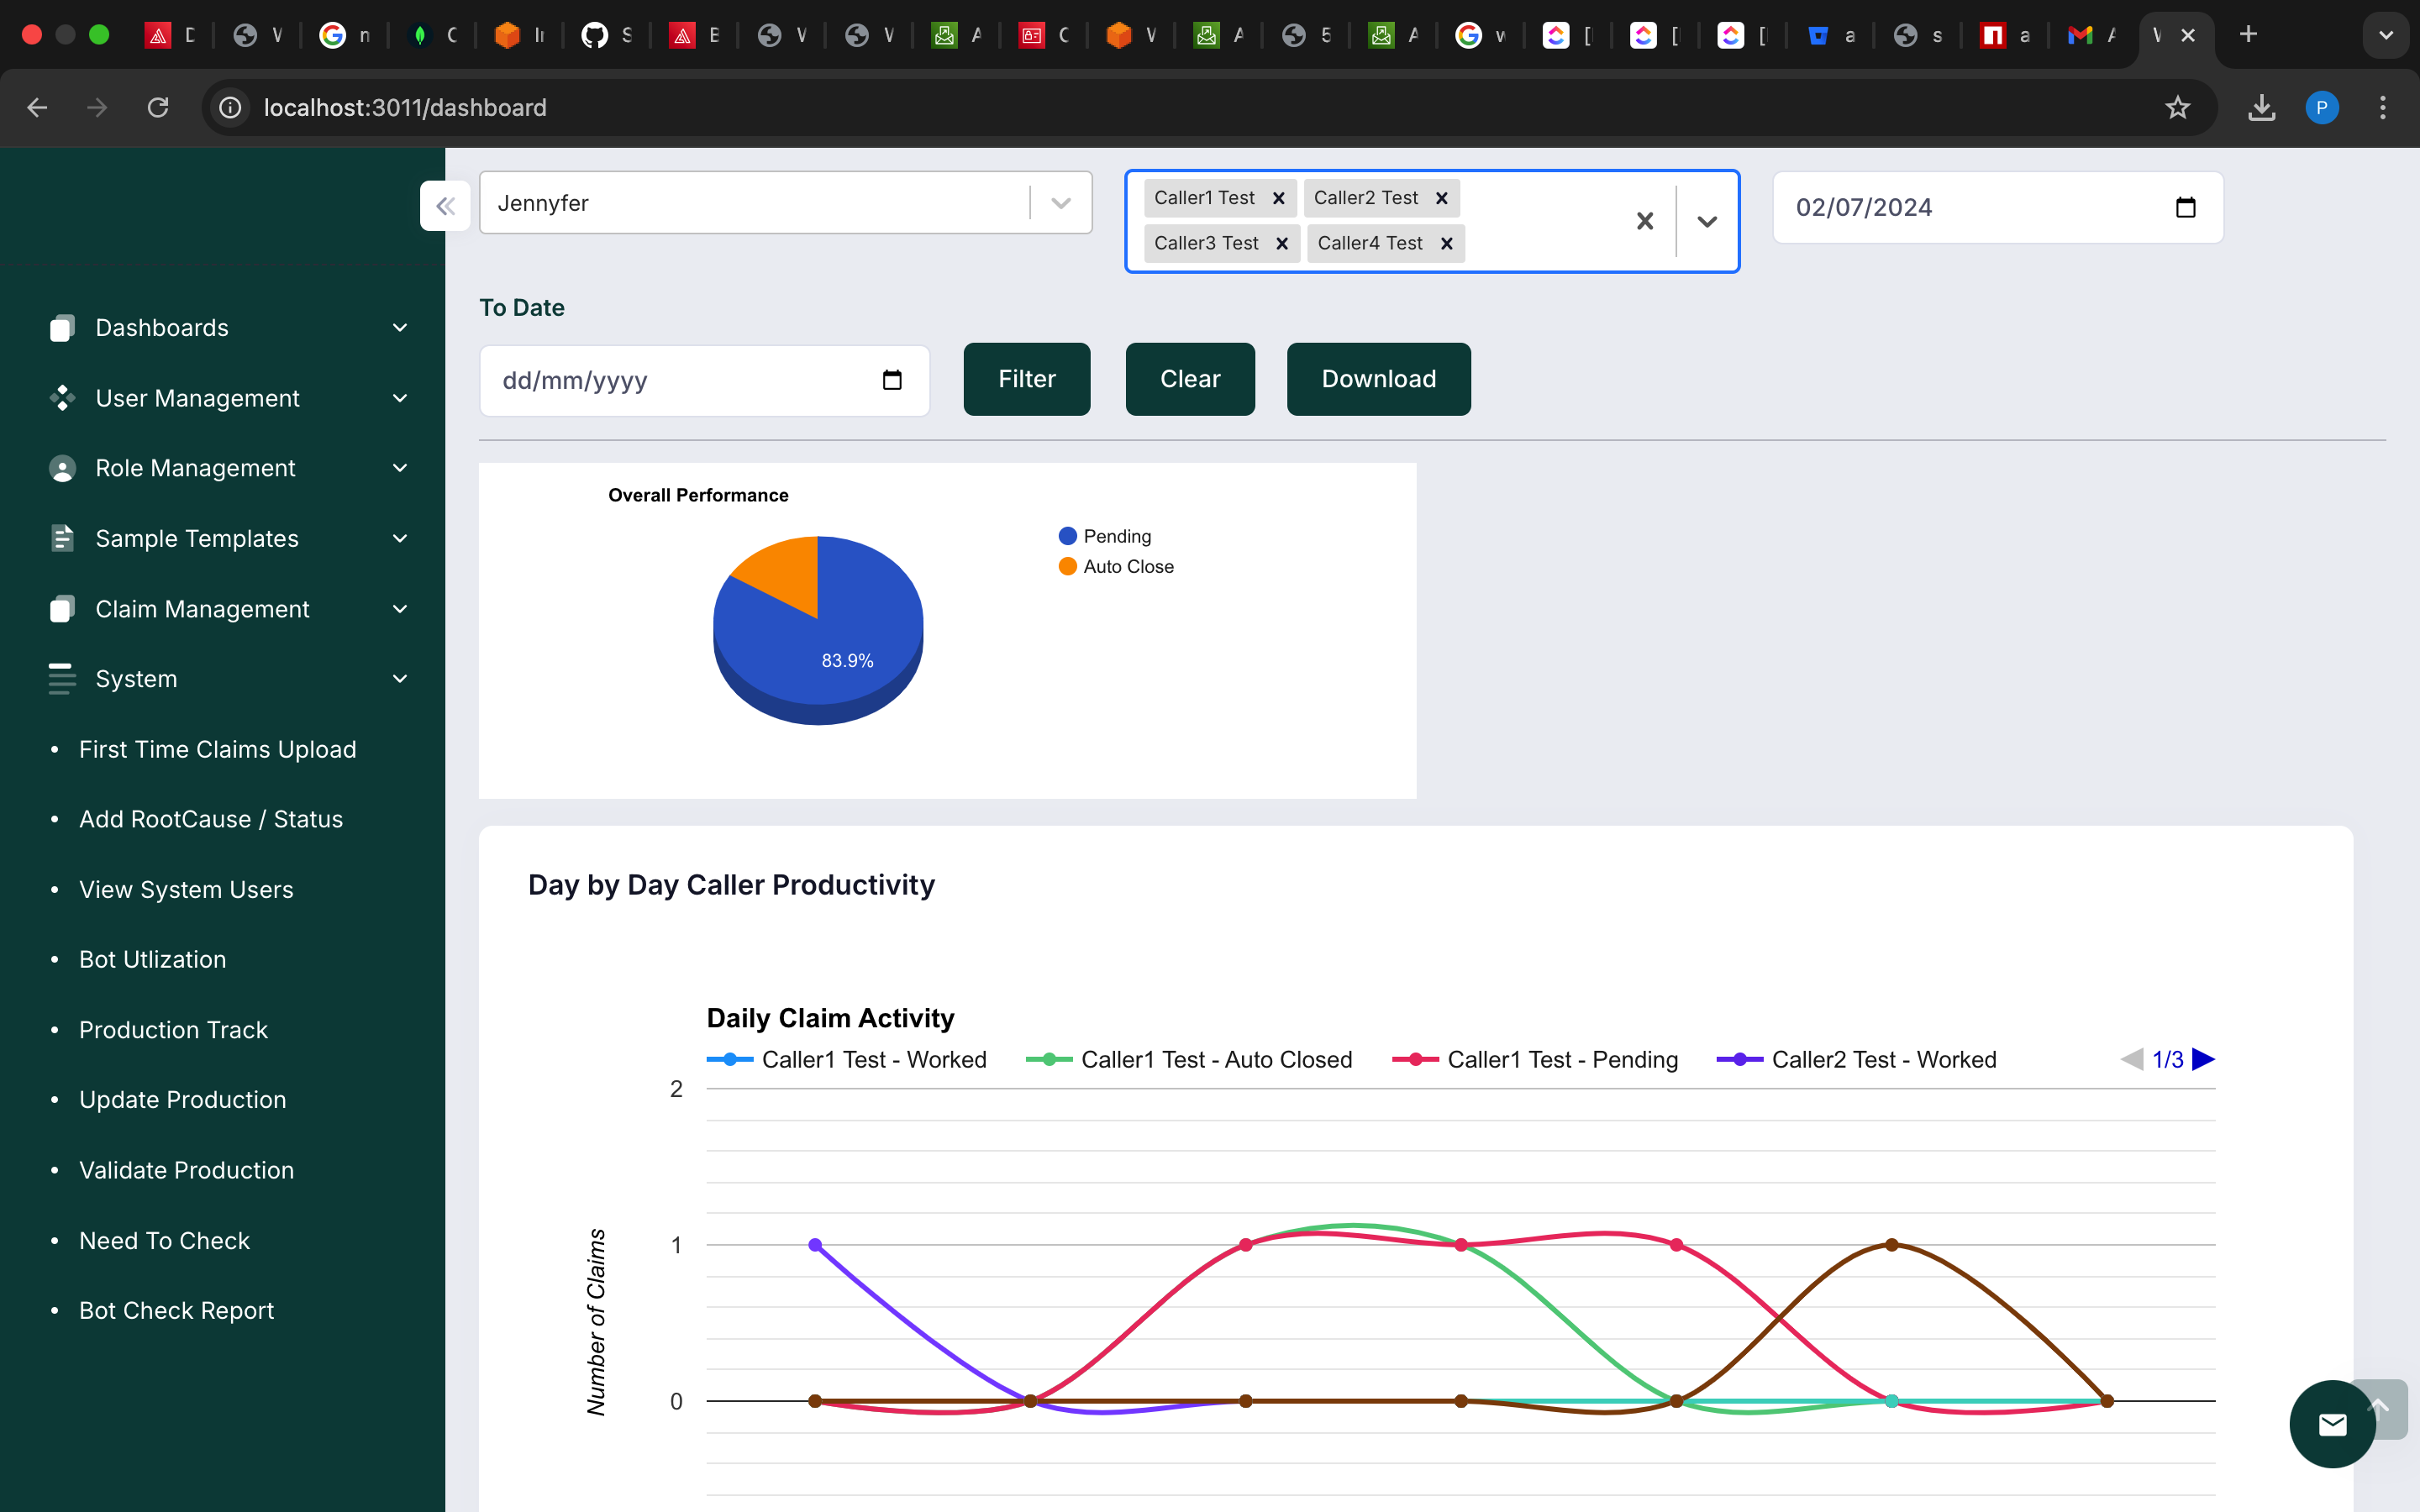 localhost:3011/dashboard
Jennyfer
Caller1 Test Caller2 Test
Caller3 Test Caller4 Test
02/07/2024
To Date
dd/mm/yyyy
Filter
Clear
Download
Dashboards
User Management
Role Management
Sample Templates
Claim Management
System
• First Time Claims Upload
• Add RootCause / Status
• View System Users
• Bot Utlization
• Production Track
• Update Production
• Validate Production
• Need To Check
• Bot Check Report
Overall Performance
Pending
Auto Close
83.9%
Day by Day Caller Productivity
Daily Claim Activity
Caller1 Test - Worked Caller1 Test - Auto Closed Caller1 Test - Pending Caller2 Test - Worked 1/3
2
1
0
Number of Claims
P